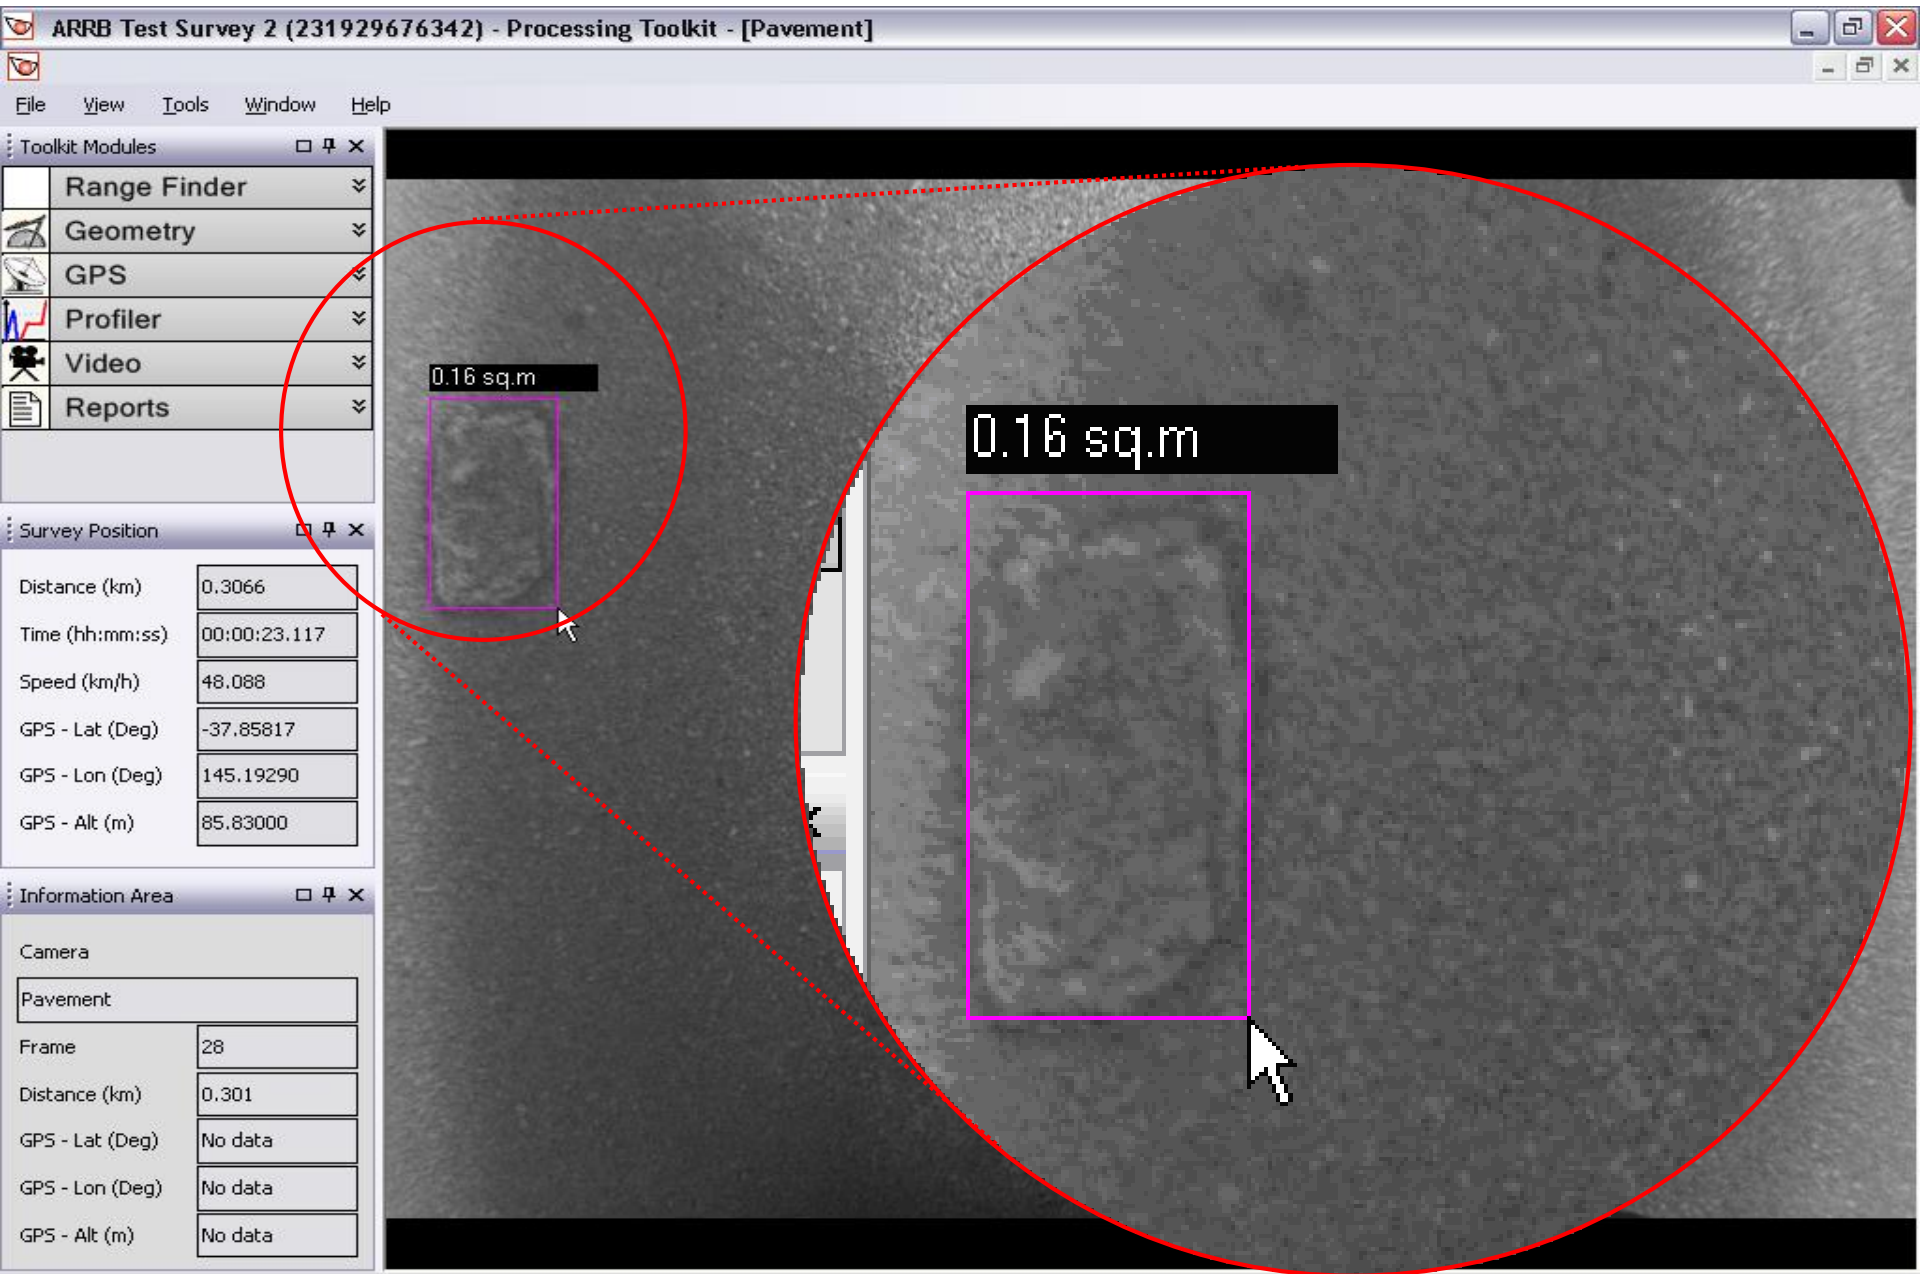 ARRB Test Survey 2 (231929676342) - Processing Toolkit - [Pavement]
File View Tools Window Help
Toolkit Modules
Range Finder
Geometry
GPS
Profiler
Video
Reports
Survey Position
Distance (km) 0.3066
Time (hh:mm:ss) 00:00:23.117
Speed (km/h) 48.088
GPS - Lat (Deg) -37.85817
GPS - Lon (Deg) 145.19290
GPS - Alt (m) 85.83000
Information Area
Camera
Pavement
Frame 28
Distance (km) 0.301
GPS - Lat (Deg) No data
GPS - Lon (Deg) No data
GPS - Alt (m) No data
0.16 sq.m
0.16 sq.m